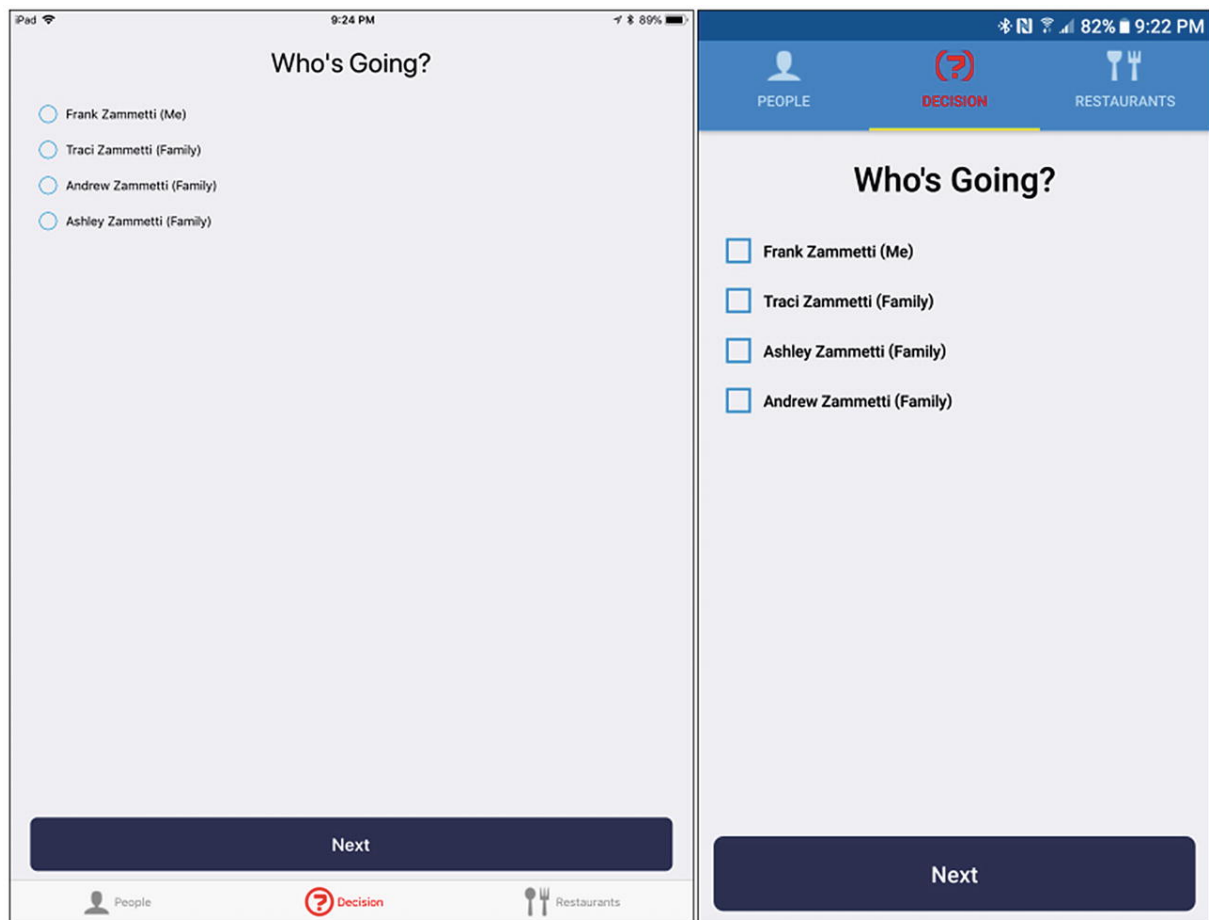 iPad 9:24 PM 89%
Who's Going?
Frank Zammetti (Me)
Traci Zammetti (Family)
Andrew Zammetti (Family)
Ashley Zammetti (Family)
Next
People Decision Restaurants
82% 9:22 PM
PEOPLE DECISION RESTAURANTS
Who's Going?
Frank Zammetti (Me)
Traci Zammetti (Family)
Ashley Zammetti (Family)
Andrew Zammetti (Family)
Next